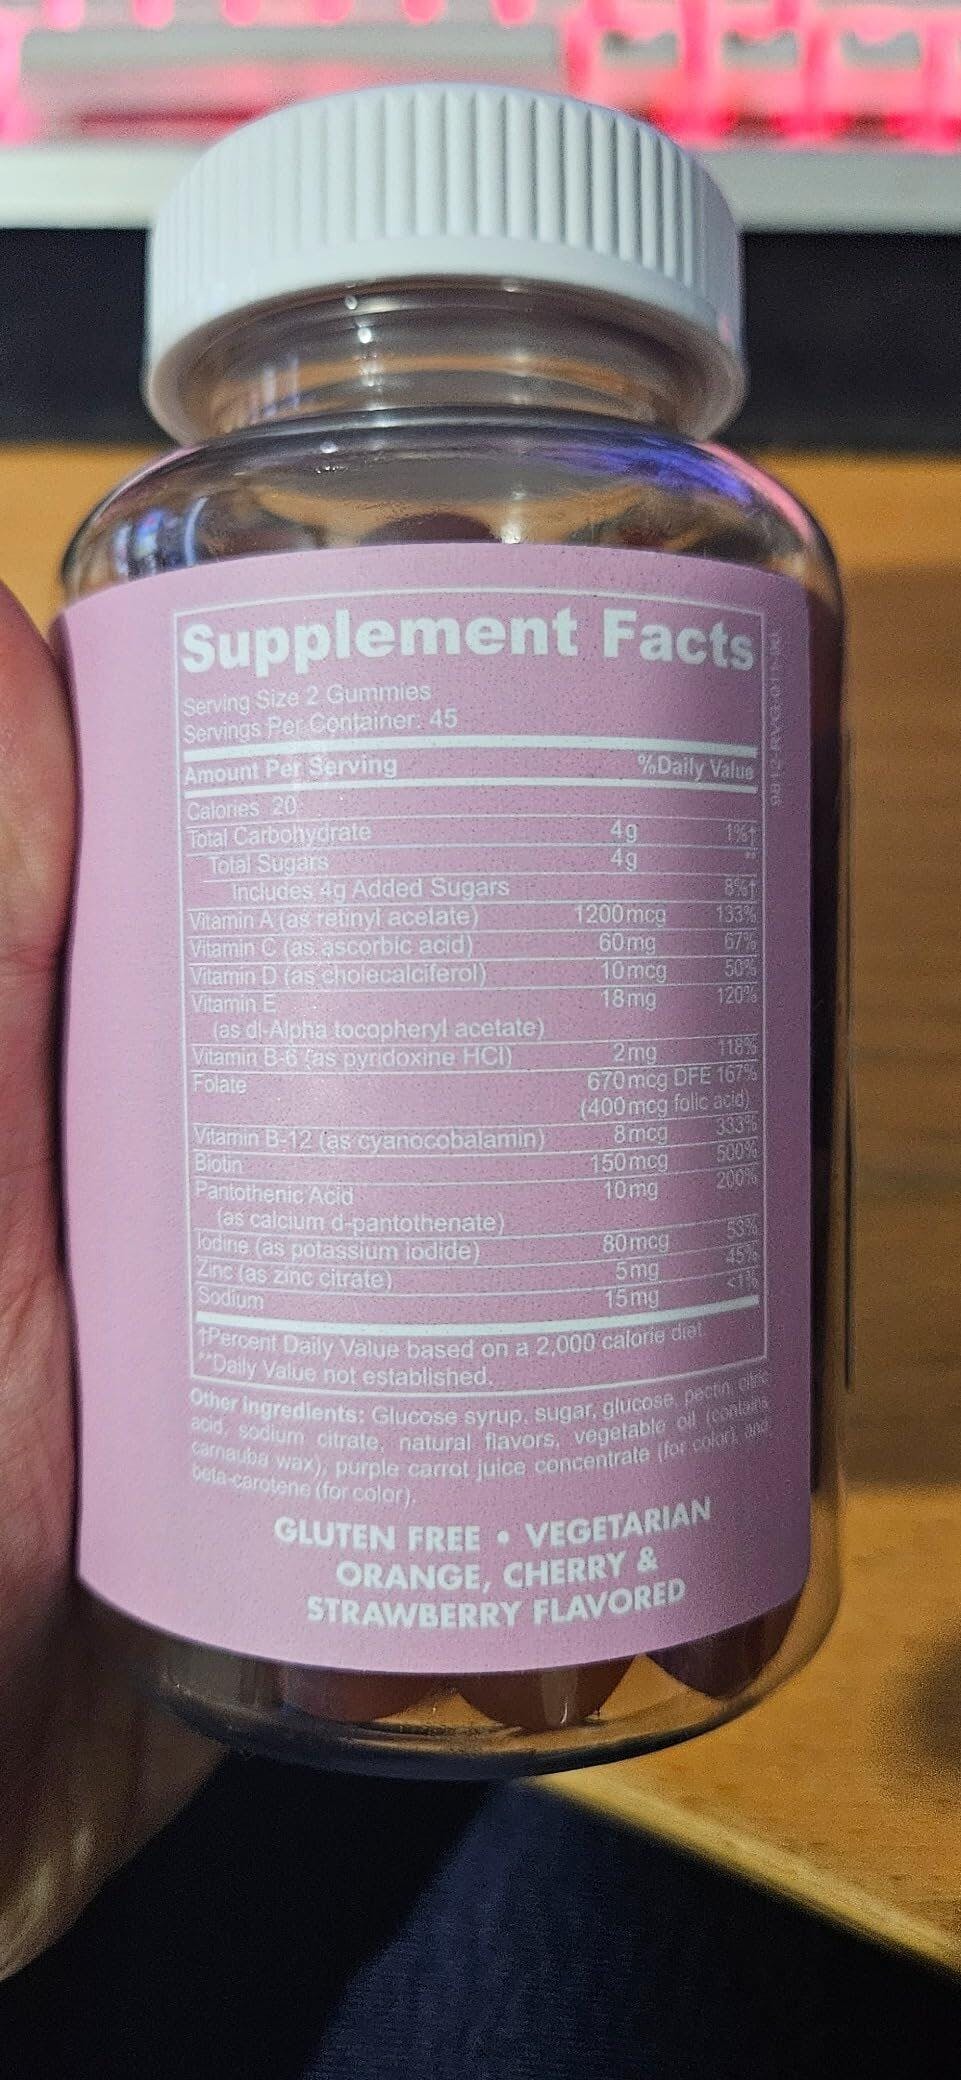 Supplement Facts
Serving Size 2 Gummies
Servings Per Container: 45
Amount Per Serving %Daily Value
Calories 20
Total Carbohydrate 4g 1%†
Total Sugars 4g **
Includes 4g Added Sugars 8%†
Vitamin A (as retinyl acetate) 1200mcg 133%
Vitamin C (as ascorbic acid) 60mg 67%
Vitamin D (as cholecalciferol) 10mcg 50%
Vitamin E 18mg 120%
(as dl-Alpha tocopheryl acetate)
Vitamin B-6 (as pyridoxine HCl) 2mg 118%
Folate 670mcg DFE 167%
(400mcg folic acid)
Vitamin B-12 (as cyanocobalamin) 8mcg 333%
Biotin 150mcg 500%
Pantothenic Acid 10mg 200%
(as calcium d-pantothenate)
Iodine (as potassium iodide) 80mcg 53%
Zinc (as zinc citrate) 5mg 45%
Sodium 15mg <1%
†Percent Daily Value based on a 2,000 calorie diet.
**Daily Value not established.
Other ingredients: Glucose syrup, sugar, glucose, pectin, citric
acid, sodium citrate, natural flavors, vegetable oil (contains
carnauba wax), purple carrot juice concentrate (for color), and
beta-carotene (for color).
GLUTEN FREE • VEGETARIAN
ORANGE, CHERRY &
STRAWBERRY FLAVORED